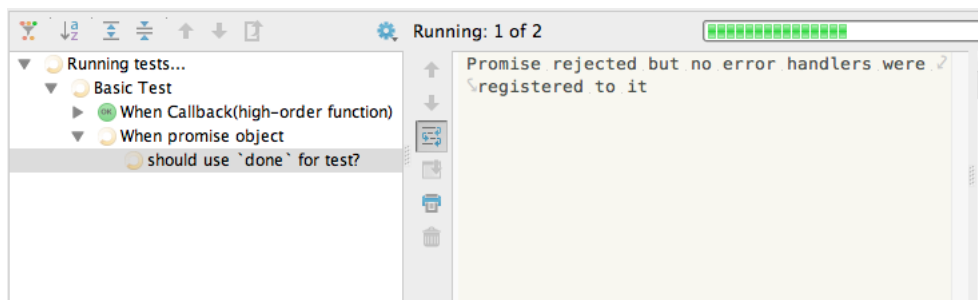 Running: 1 of 2
Running tests...
Basic Test
OK When Callback(high-order function)
When promise object
should use `done` for test?
Promise rejected but no error handlers were
registered to it